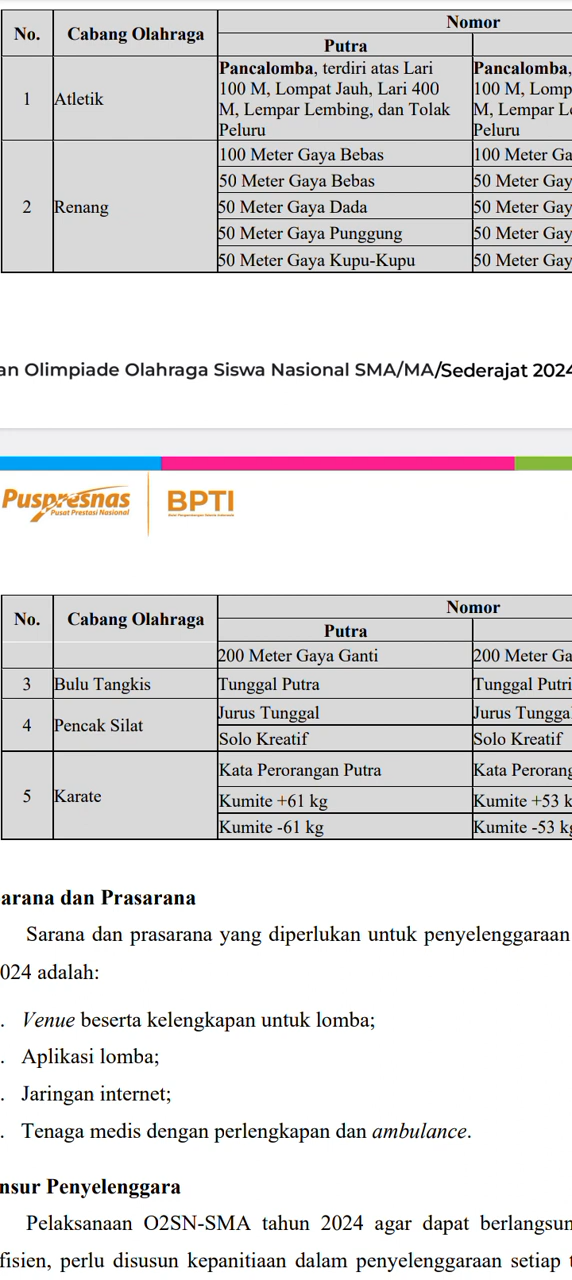 No. Cabang Olahraga Nomor
Putra
1 Atletik Pancalomba, terdiri atas Lari Pancalomba,
100 M, Lompat Jauh, Lari 400 100 M, Lomp
M, Lempar Lembing, dan Tolak M, Lempar Le
Peluru Peluru
2 Renang 100 Meter Gaya Bebas 100 Meter Ga
50 Meter Gaya Bebas 50 Meter Gay
50 Meter Gaya Dada 50 Meter Gay
50 Meter Gaya Punggung 50 Meter Gay
50 Meter Gaya Kupu-Kupu 50 Meter Gay
an Olimpiade Olahraga Siswa Nasional SMA/MA/Sederajat 2024
Puspresnas BPTI
Pusat Prestasi Nasional
No. Cabang Olahraga Nomor
Putra
200 Meter Gaya Ganti 200 Meter Ga
3 Bulu Tangkis Tunggal Putra Tunggal Putri
4 Pencak Silat Jurus Tunggal Jurus Tungga
Solo Kreatif Solo Kreatif
5 Karate Kata Perorangan Putra Kata Perorang
Kumite +61 kg Kumite +53 k
Kumite -61 kg Kumite -53 kg
arana dan Prasarana
Sarana dan prasarana yang diperlukan untuk penyelenggaraan
024 adalah:
. Venue beserta kelengkapan untuk lomba;
. Aplikasi lomba;
. Jaringan internet;
. Tenaga medis dengan perlengkapan dan ambulance.
nsur Penyelenggara
Pelaksanaan O2SN-SMA tahun 2024 agar dapat berlangsun
fisien, perlu disusun kepanitiaan dalam penyelenggaraan setiap t